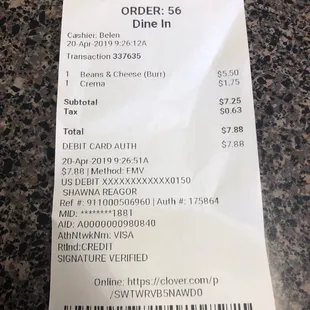 ORDER: 56
Dine In
Cashier: Belen
20-Apr-2019 9:26:12A
Transaction 337635
1 Beans & Cheese (Burr) $5.50
1 Crema $1.75
Subtotal $7.25
Tax $0.63
Total $7.88
DEBIT CARD AUTH $7.88
20-Apr-2019 9:26:51A
$7.88 | Method: EMV
US DEBIT XXXXXXXXXXXX0150
SHAWNA REAGOR
Ref #: 911000506960 | Auth #: 175864
MID: ********1881
AID: A0000000980840
AthNtwkNm: VISA
RtInd:CREDIT
SIGNATURE VERIFIED
Online: https://clover.com/p
/SWTWRVB5NAWD0